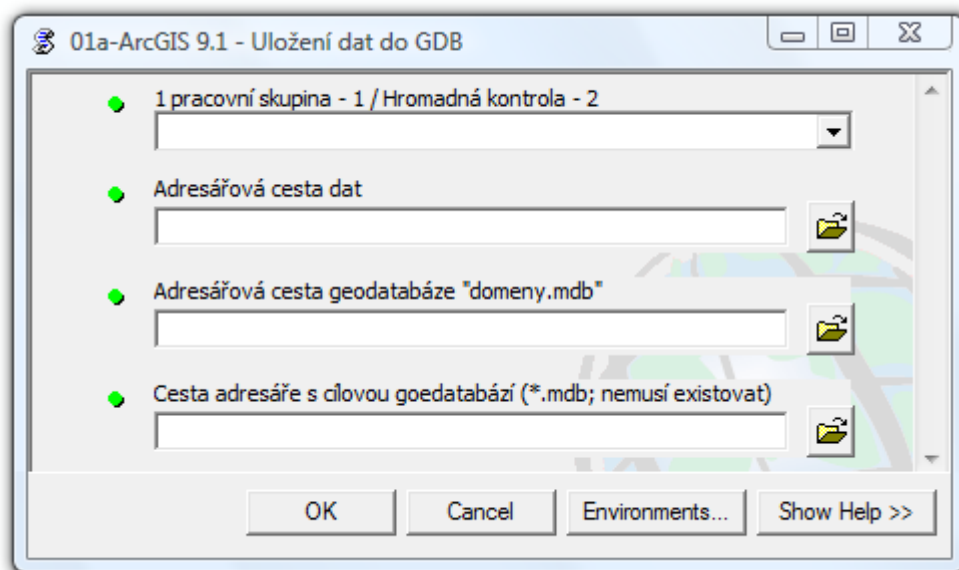 01a-ArcGIS 9.1 - Uložení dat do GDB
1 pracovní skupina - 1 / Hromadná kontrola - 2
Adresářová cesta dat
Adresářová cesta geodatabáze "domeny.mdb"
Cesta adresáře s cílovou goedatabází (*.mdb; nemusí existovat)
OK Cancel Environments... Show Help >>